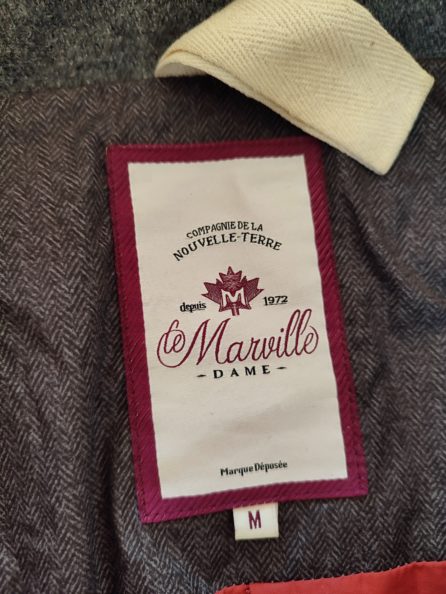 COMPAGNIE DE LA
NOUVELLE-TERRE
M
depuis 1972
le Marville
- DAME -
Marque Déposée
M